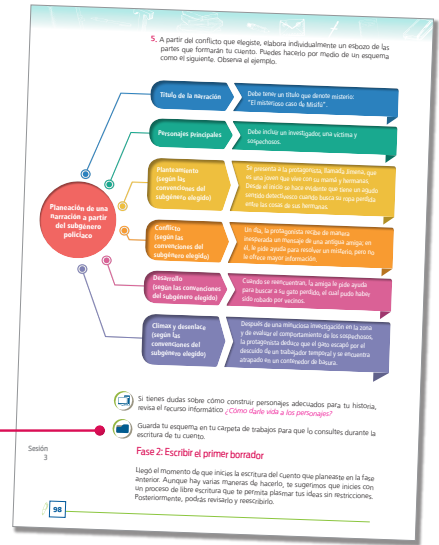 5. A partir del conflicto que elegiste, elabora individualmente un esbozo de las
partes que formarán tu cuento. Puedes hacerlo por medio de un esquema
como el siguiente. Observa el ejemplo.
Planeación de una
narración a partir
del subgénero
policiaco
Título de la narración
Debe tener un título que denote misterio:
"El misterioso caso de Misifú".
Personajes principales
Debe incluir un investigador, una víctima y
sospechosos.
Planteamiento
(según las
convenciones del
subgénero elegido)
Se presenta a la protagonista, llamada Jimena, que
es una joven que vive con su mamá y hermanas.
Desde el inicio se hace evidente que tiene un agudo
sentido detectivesco cuando busca la ropa perdida
entre las cosas de sus hermanas.
Conflicto
(según las
convenciones del
subgénero elegido)
Un día, la protagonista recibe de manera
inesperada un mensaje de una antigua amiga, en
él, le pide ayuda para resolver un misterio, pero no
le ofrece mayor información.
Desarrollo
(según las convenciones
del subgénero elegido)
Cuando se reencuentran, la amiga le pide ayuda
para buscar a su gato perdido, el cual pudo haber
sido robado por vecinos.
Clímax y desenlace
(según las
convenciones del
subgénero elegido)
Después de una minuciosa investigación en la zona
y de evaluar el comportamiento de los sospechosos,
la protagonista deduce que el gato escapó por el
descuido de un trabajador temporal y se encuentra
atrapado en un contenedor de basura.
Si tienes dudas sobre cómo construir personajes adecuados para tu historia,
revisa el recurso informático ¿Cómo darle vida a los personajes?
Guarda tu esquema en tu carpeta de trabajos para que lo consultes durante la
escritura de tu cuento.
Sesión
3
Fase 2: Escribir el primer borrador
Llegó el momento de que inicies la escritura del cuento que planeaste en la fase
anterior. Aunque hay varias maneras de hacerlo, te sugerimos que inicies con
un proceso de libre escritura que te permita plasmar tus ideas sin restricciones.
Posteriormente, podrás revisarlo y reescribirlo.
98